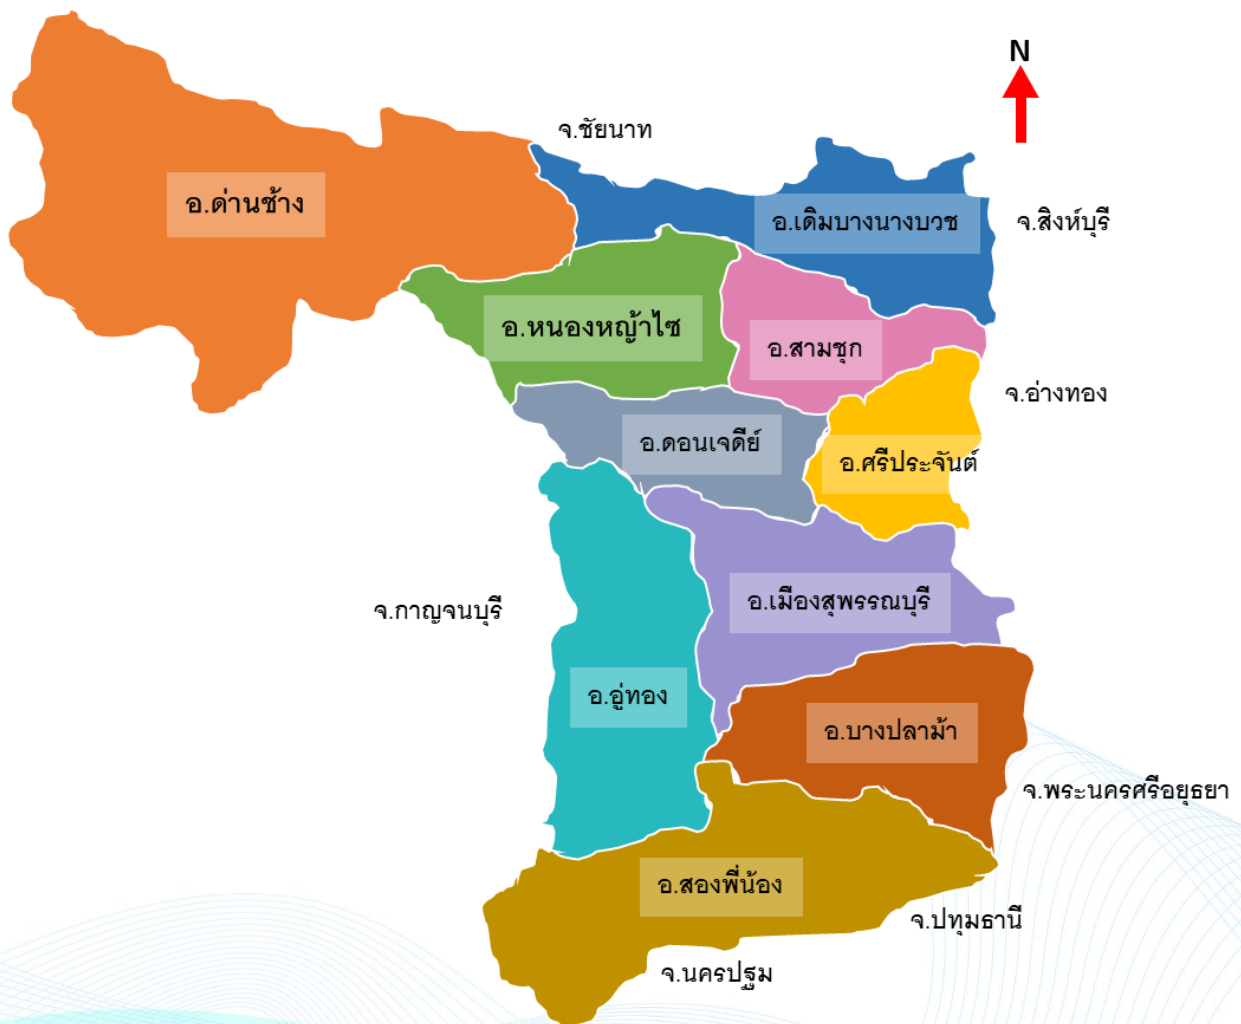 N
จ.ชัยนาท
อ.ด่านช้าง
อ.เดิมบางนางบวช
จ.สิงห์บุรี
อ.หนองหญ้าไซ
อ.สามชุก
จ.อ่างทอง
อ.ดอนเจดีย์
อ.ศรีประจันต์
จ.กาญจนบุรี
อ.เมืองสุพรรณบุรี
อ.อู่ทอง
อ.บางปลาม้า
จ.พระนครศรีอยุธยา
อ.สองพี่น้อง
จ.ปทุมธานี
จ.นครปฐม